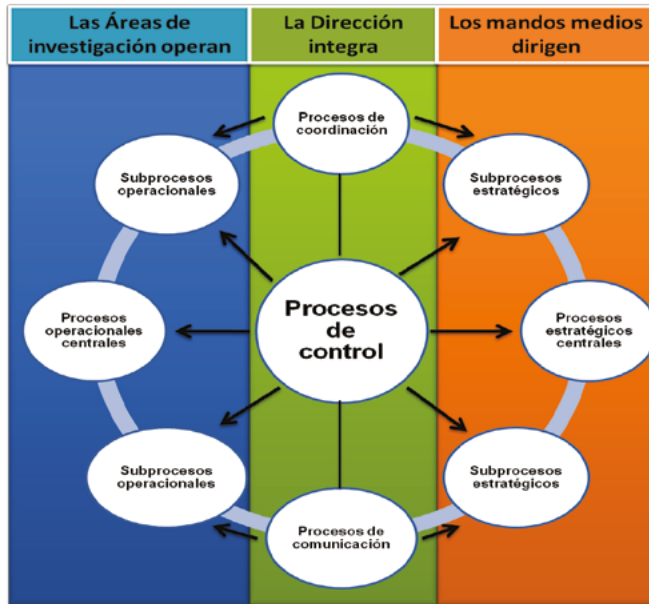 Las Áreas de
investigación operan
La Dirección
integra
Los mandos medios
dirigen
Procesos de
coordinación
Subprocesos
operacionales
Subprocesos
estratégicos
Procesos
operacionales
centrales
Procesos
de
control
Procesos
estratégicos
centrales
Subprocesos
operacionales
Subprocesos
estratégicos
Procesos de
comunicación